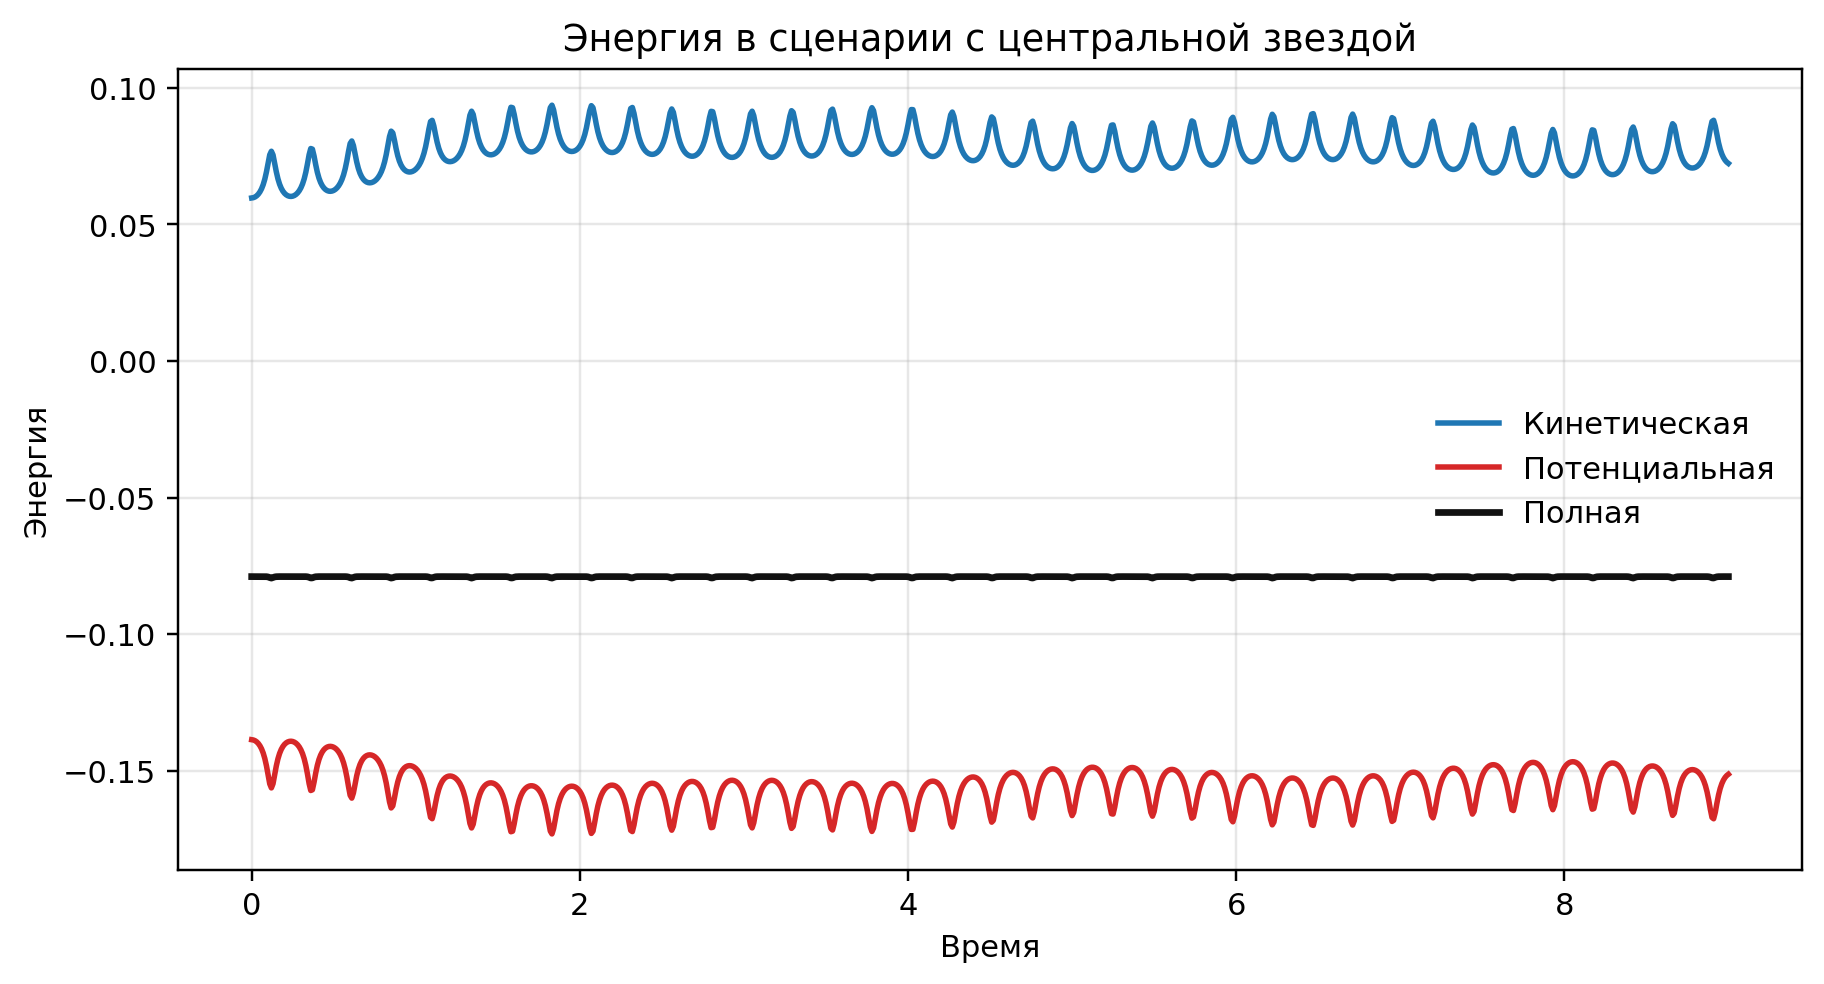 Энергия в сценарии с центральной звездой
Энергия
0.10
0.05
0.00
−0.05
−0.10
−0.15
Кинетическая
Потенциальная
Полная
0 2 4 6 8
Время